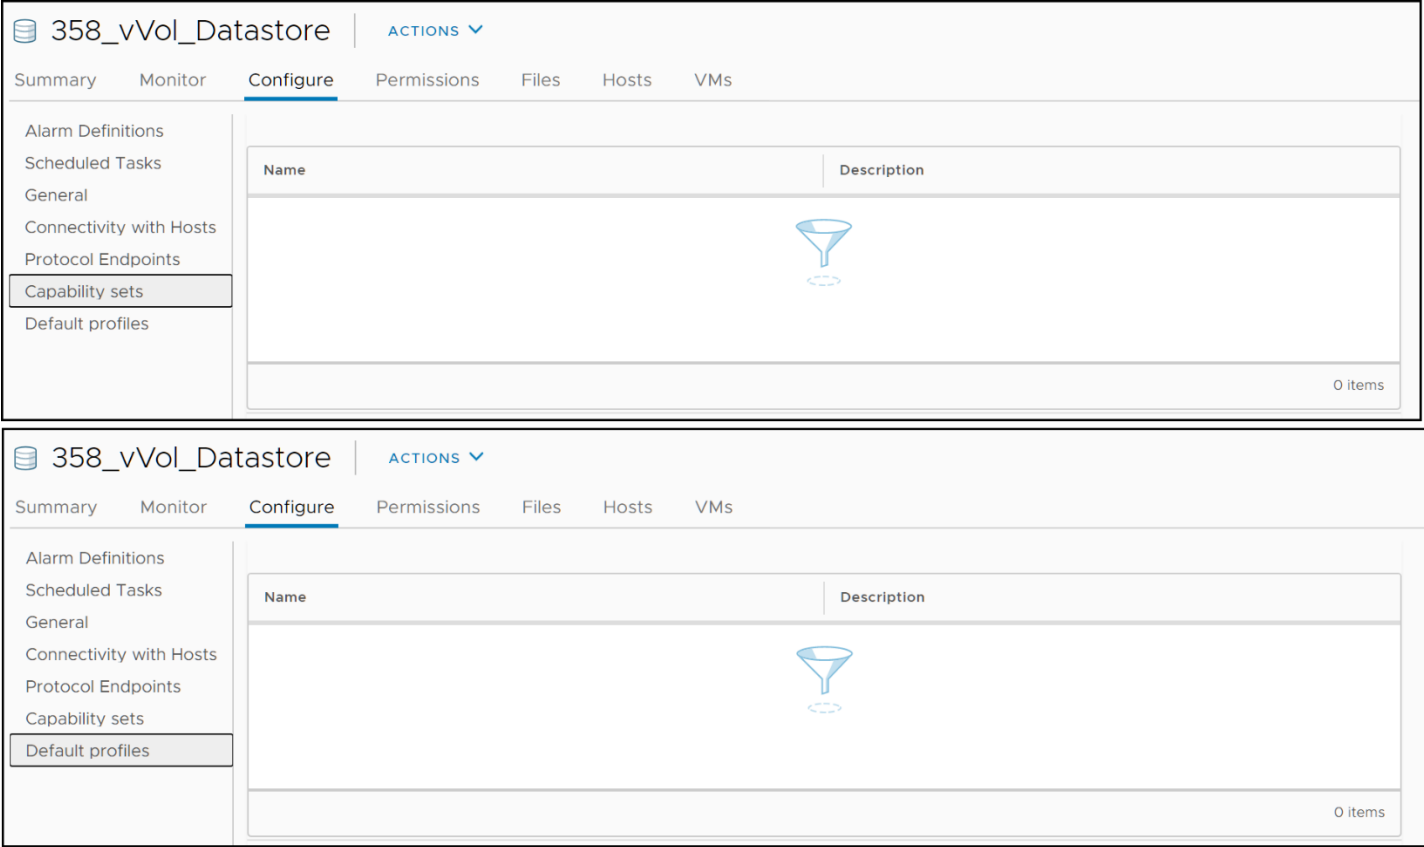 358_vVol_Datastore ACTIONS
Summary Monitor Configure Permissions Files Hosts VMs
Alarm Definitions
Scheduled Tasks
General
Connectivity with Hosts
Protocol Endpoints
Capability sets
Default profiles
Name Description
0 items
358_vVol_Datastore ACTIONS
Summary Monitor Configure Permissions Files Hosts VMs
Alarm Definitions
Scheduled Tasks
General
Connectivity with Hosts
Protocol Endpoints
Capability sets
Default profiles
Name Description
0 items